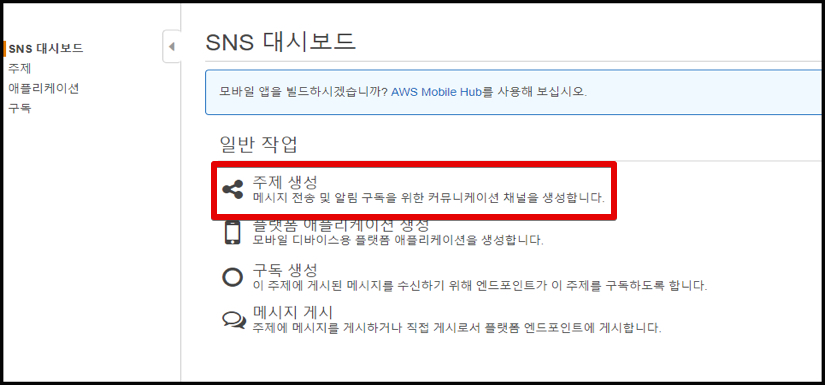 SNS 대시보드
주제
애플리케이션
구독
SNS 대시보드
모바일 앱을 빌드하시겠습니까? AWS Mobile Hub를 사용해 보십시오.
일반 작업
주제 생성
메시지 전송 및 알림 구독을 위한 커뮤니케이션 채널을 생성합니다.
플랫폼 애플리케이션 생성
모바일 디바이스용 플랫폼 애플리케이션을 생성합니다.
구독 생성
이 주제에 게시된 메시지를 수신하기 위해 엔드포인트가 이 주제를 구독하도록 합니다.
메시지 게시
주제에 메시지를 게시하거나 직접 게시로서 플랫폼 엔드포인트에 게시합니다.